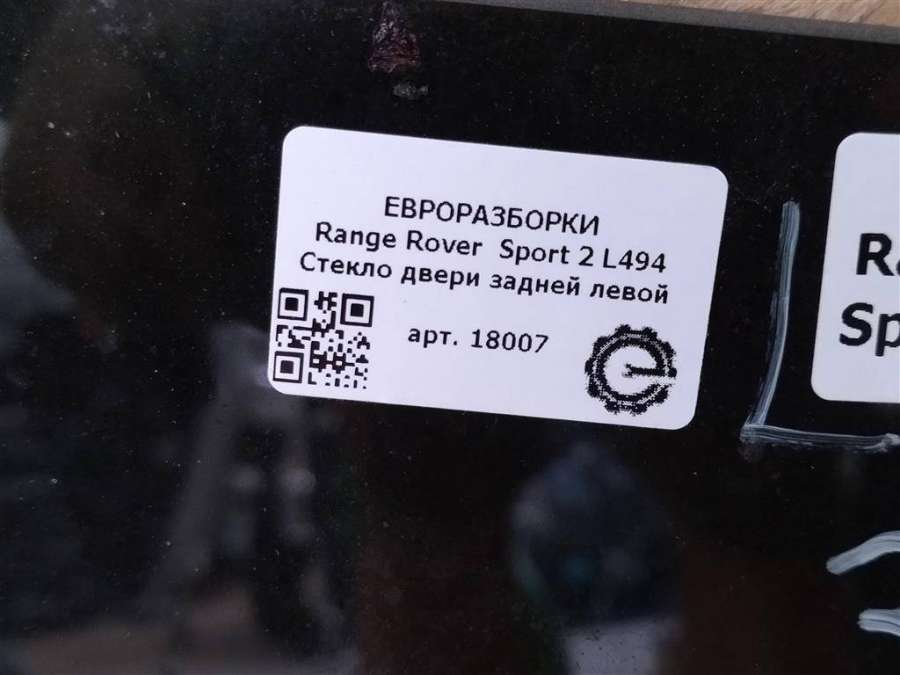 ЕВРОРАЗБОРКИ
Range Rover Sport 2 L494
Стекло двери задней левой
арт. 18007
L